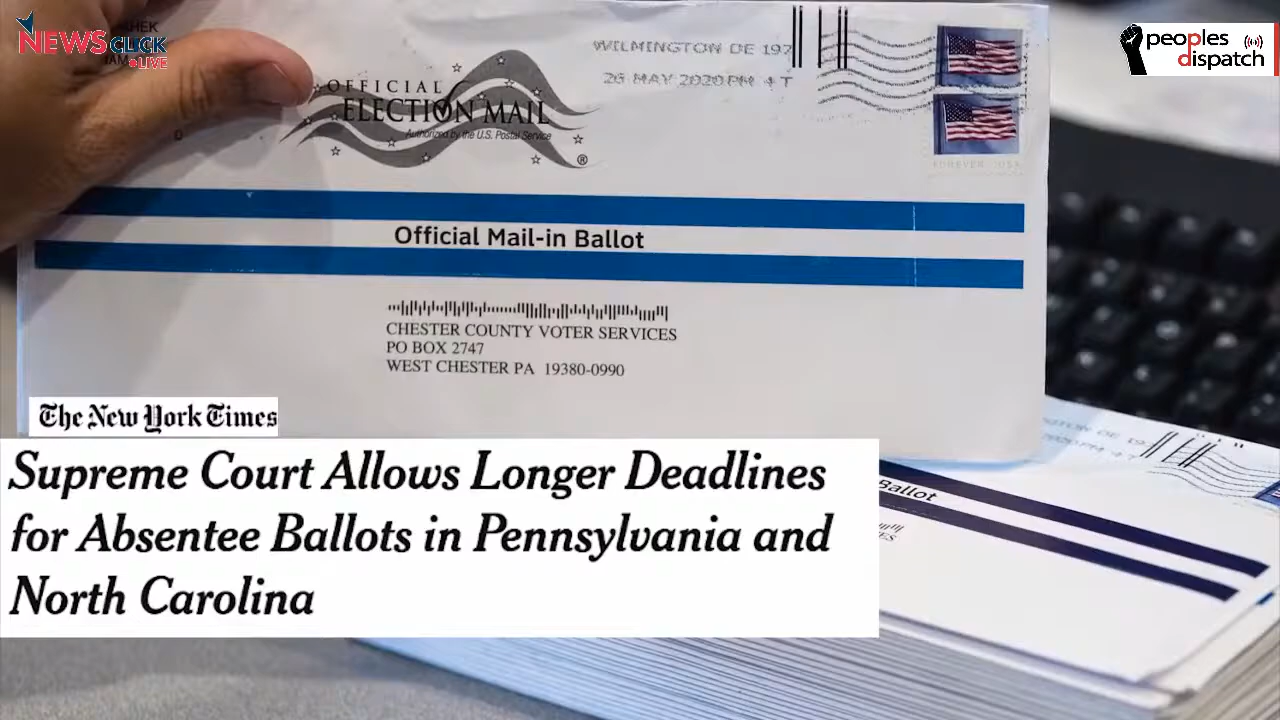 NEWSCLICK
LIVE
peoples
dispatch
WILMINGTON DE 197
26 MAY 2020 PM 4 T
OFFICIAL
ELECTION MAIL
Authorized by the U.S. Postal Service
®
FOREVER USA
Official Mail-in Ballot
CHESTER COUNTY VOTER SERVICES
PO BOX 2747
WEST CHESTER PA 19380-0990
The New York Times
Supreme Court Allows Longer Deadlines
for Absentee Ballots in Pennsylvania and
North Carolina
Ballot